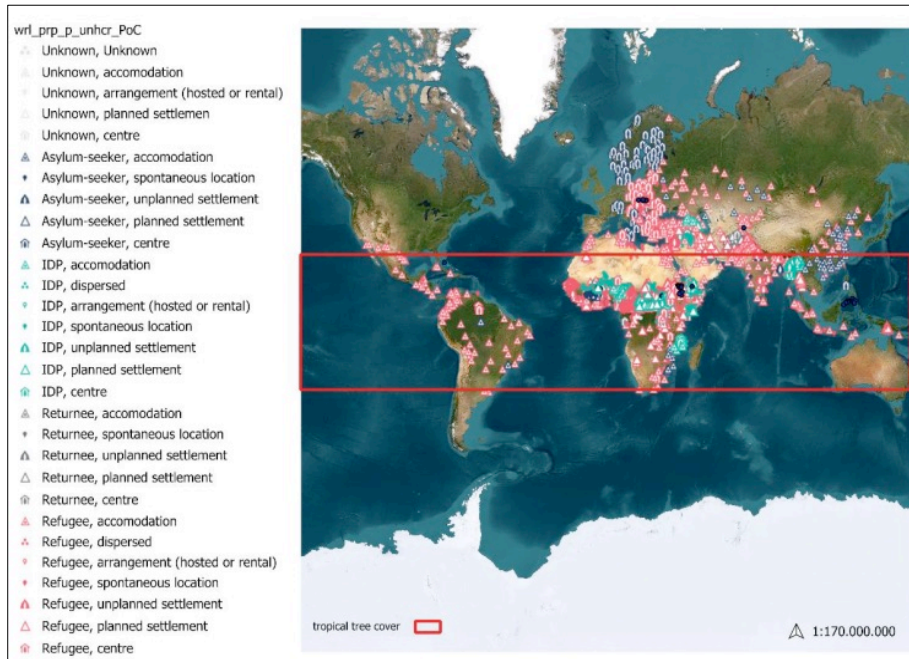 wrl_prp_p_unhcr_PoC
Unknown, Unknown
Unknown, accomodation
Unknown, arrangement (hosted or rental)
Unknown, planned settlemen
Unknown, centre
Asylum-seeker, accomodation
Asylum-seeker, spontaneous location
Asylum-seeker, unplanned settlement
Asylum-seeker, planned settlement
Asylum-seeker, centre
IDP, accomodation
IDP, dispersed
IDP, arrangement (hosted or rental)
IDP, spontaneous location
IDP, unplanned settlement
IDP, planned settlement
IDP, centre
Returnee, accomodation
Returnee, spontaneous location
Returnee, unplanned settlement
Returnee, planned settlement
Returnee, centre
Refugee, accomodation
Refugee, dispersed
Refugee, arrangement (hosted or rental)
Refugee, spontaneous location
Refugee, unplanned settlement
Refugee, planned settlement
Refugee, centre
tropical tree cover
1:170.000.000